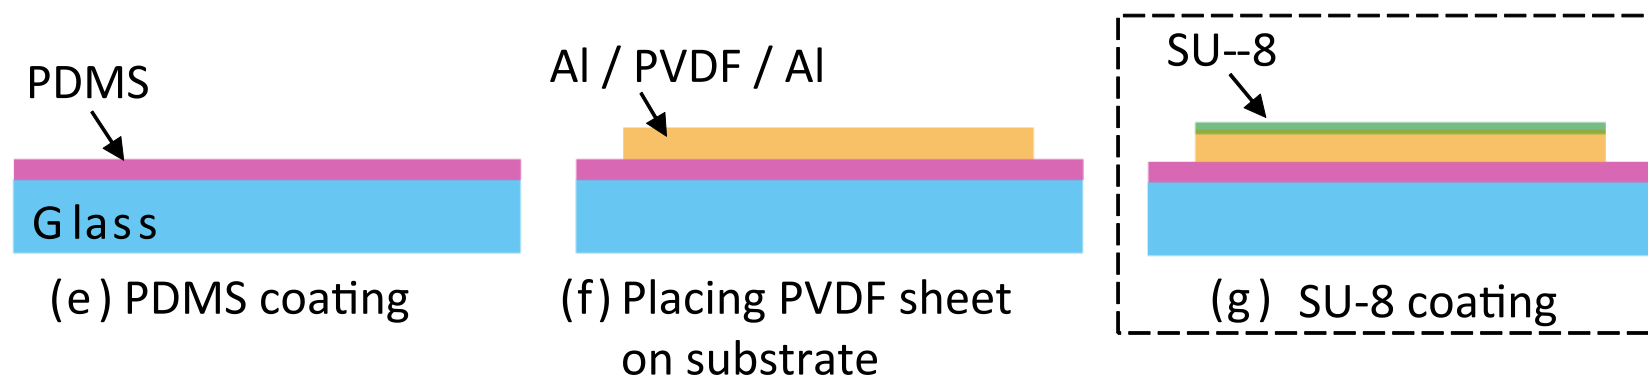 PDMS
Glass
(e) PDMS coating
Al / PVDF / Al
(f) Placing PVDF sheet
on substrate
SU--8
(g) SU-8 coating